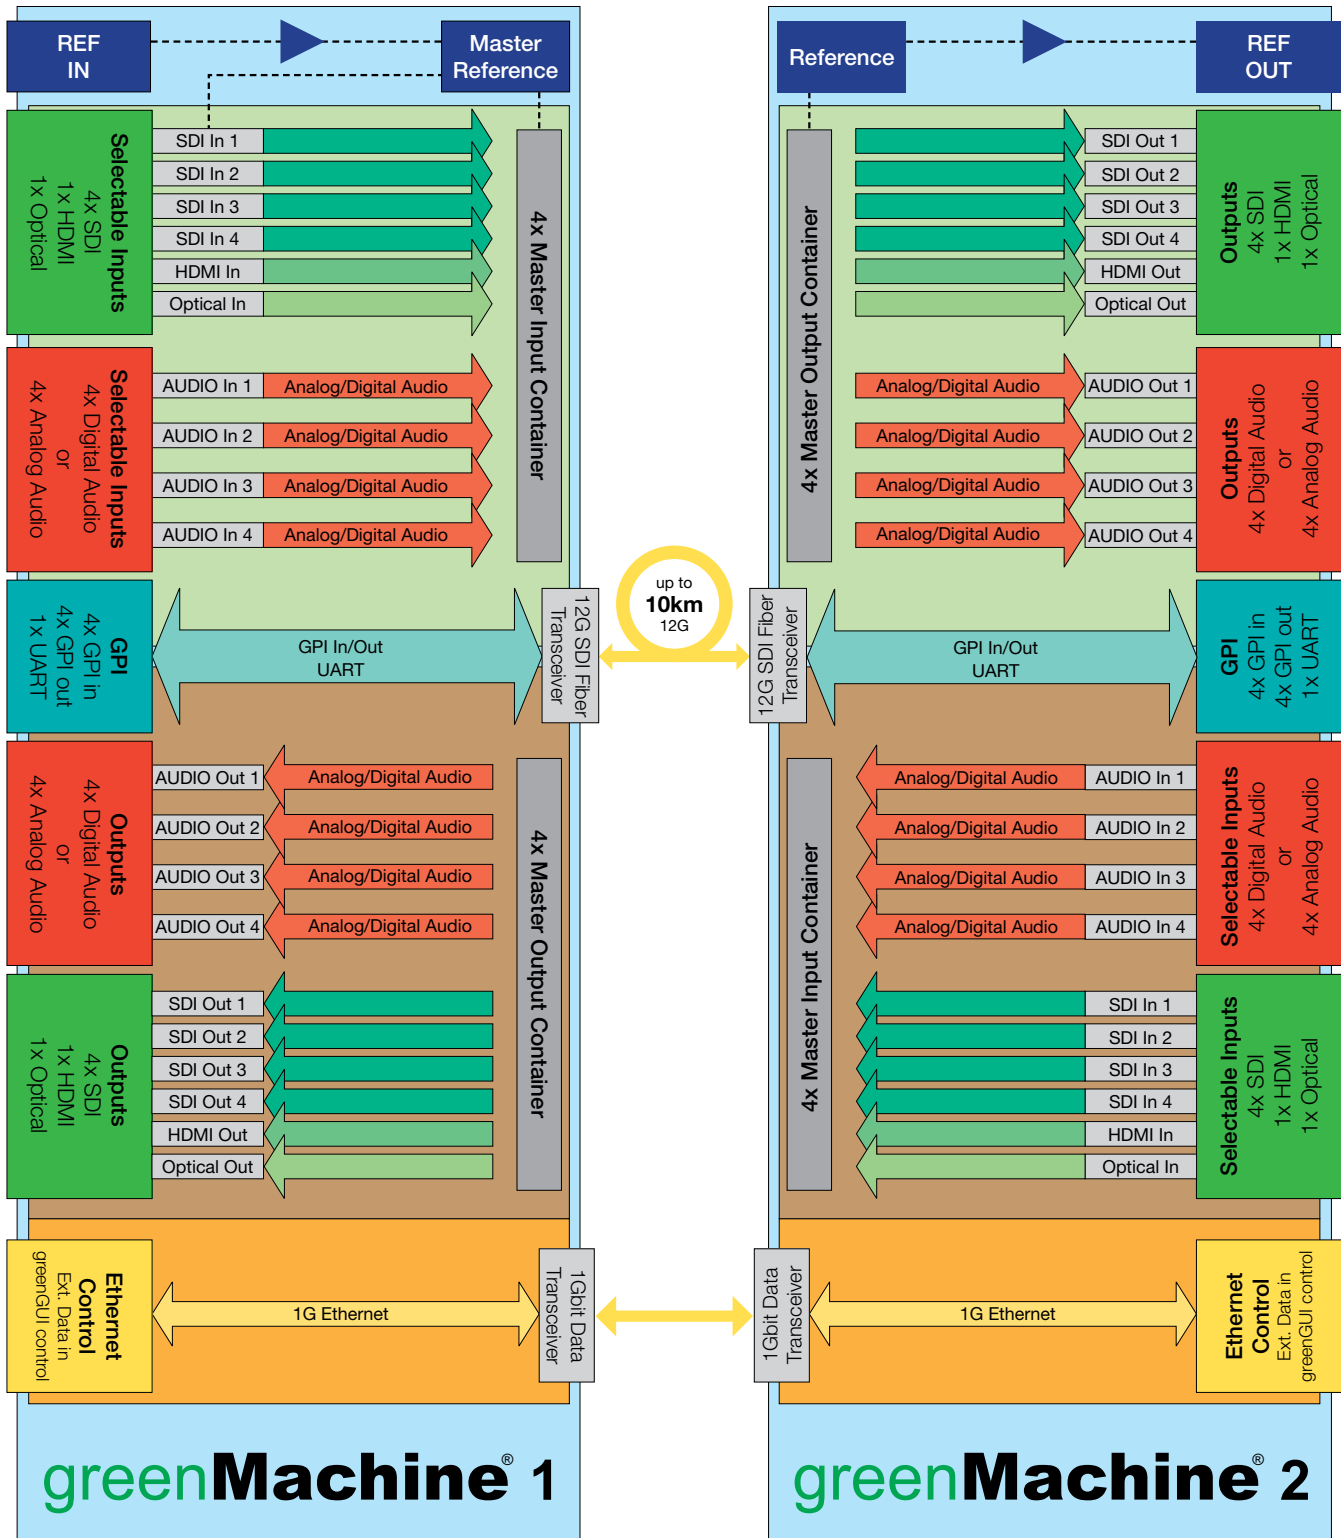 REF
IN
Master
Reference
Selectable Inputs
4x SDI
1x HDMI
1x Optical
SDI In 1
SDI In 2
SDI In 3
SDI In 4
HDMI In
Optical In
4x Master Input Container
Selectable Inputs
4x Digital Audio
or
4x Analog Audio
AUDIO In 1
Analog/Digital Audio
AUDIO In 2
Analog/Digital Audio
AUDIO In 3
Analog/Digital Audio
AUDIO In 4
Analog/Digital Audio
GPI
4x GPI in
4x GPI out
1x UART
GPI In/Out
UART
12G SDI Fiber
Transceiver
Outputs
4x Digital Audio
or
4x Analog Audio
AUDIO Out 1
Analog/Digital Audio
AUDIO Out 2
Analog/Digital Audio
AUDIO Out 3
Analog/Digital Audio
AUDIO Out 4
Analog/Digital Audio
4x Master Output Container
Outputs
4x SDI
1x HDMI
1x Optical
SDI Out 1
SDI Out 2
SDI Out 3
SDI Out 4
HDMI Out
Optical Out
Ethernet
Control
Ext. Data in
greenGUI control
1G Ethernet
1Gbit Data
Transceiver
greenMachine® 1
up to
10km
12G
Reference
REF
OUT
4x Master Output Container
SDI Out 1
SDI Out 2
SDI Out 3
SDI Out 4
HDMI Out
Optical Out
Outputs
4x SDI
1x HDMI
1x Optical
Analog/Digital Audio
AUDIO Out 1
Analog/Digital Audio
AUDIO Out 2
Analog/Digital Audio
AUDIO Out 3
Analog/Digital Audio
AUDIO Out 4
Outputs
4x Digital Audio
or
4x Analog Audio
12G SDI Fiber
Transceiver
GPI In/Out
UART
GPI
4x GPI in
4x GPI out
1x UART
4x Master Input Container
Analog/Digital Audio
AUDIO In 1
Analog/Digital Audio
AUDIO In 2
Analog/Digital Audio
AUDIO In 3
Analog/Digital Audio
AUDIO In 4
Selectable Inputs
4x Digital Audio
or
4x Analog Audio
SDI In 1
SDI In 2
SDI In 3
SDI In 4
HDMI In
Optical In
Selectable Inputs
4x SDI
1x HDMI
1x Optical
1Gbit Data
Transceiver
1G Ethernet
Ethernet
Control
Ext. Data in
greenGUI control
greenMachine® 2